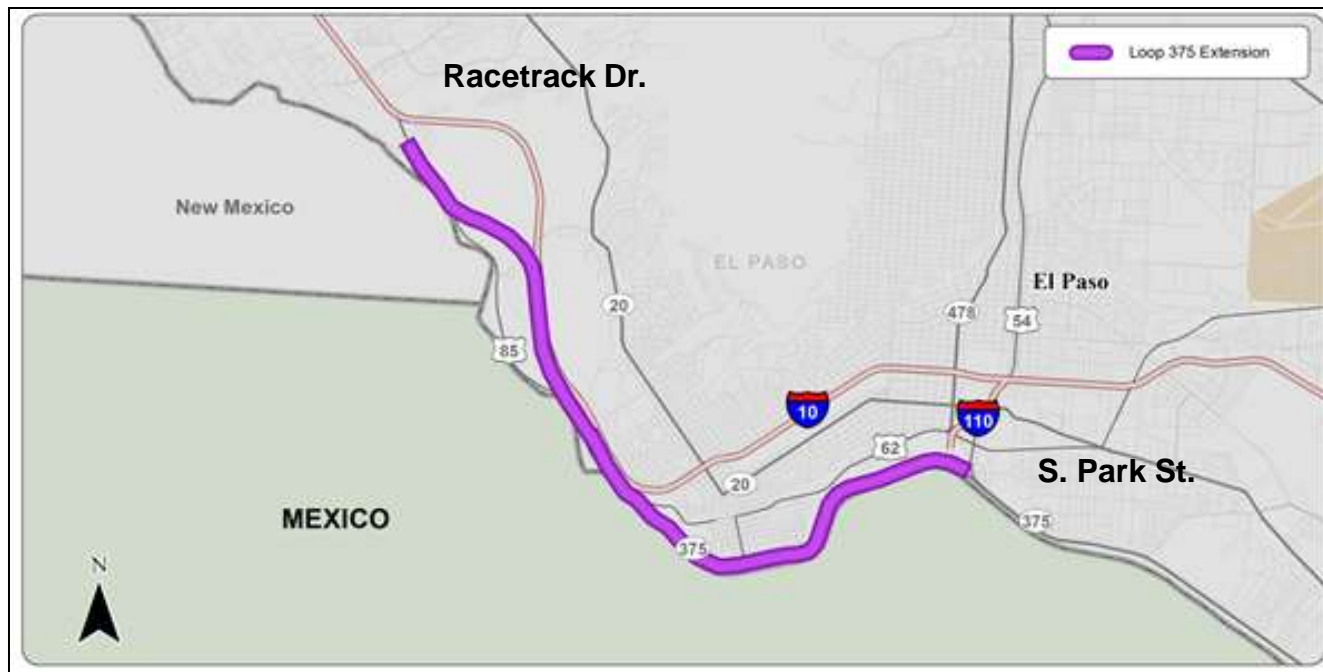 Racetrack Dr.
Loop 375 Extension
New Mexico
EL PASO
El Paso
20
478
54
85
10
110
62
S. Park St.
20
MEXICO
375
375
N